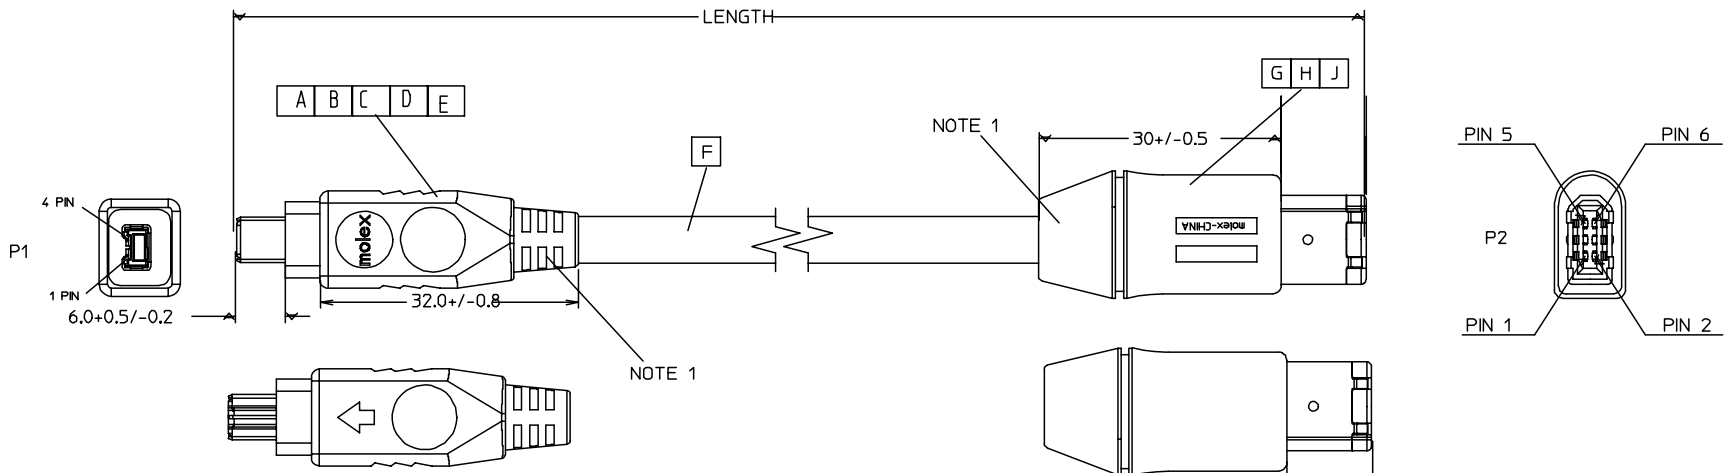 LENGTH
A B C D E
G H J
NOTE 1
30+/-0.5
F
PIN 5
PIN 6
4 PIN
P1
molex
molex-CHINA
P2
1 PIN
6.0+0.5/-0.2
32.0+/-0.8
PIN 1
PIN 2
NOTE 1